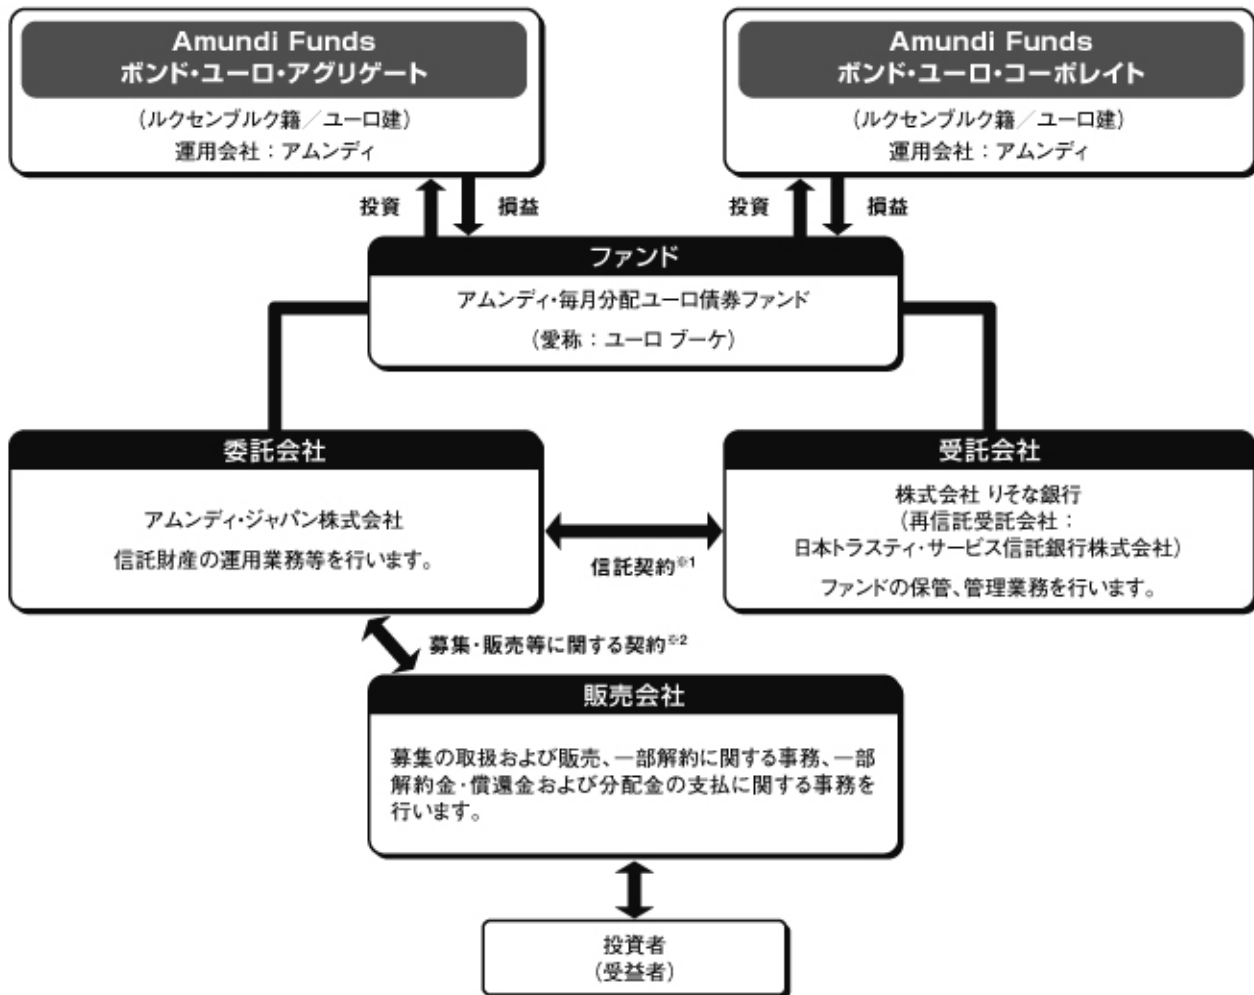 Amundi Funds
ボンド・ユーロ・アグリゲート
(ルクセンブルク籍／ユーロ建)
運用会社：アムンディ
Amundi Funds
ボンド・ユーロ・コーポレイト
(ルクセンブルク籍／ユーロ建)
運用会社：アムンディ
投資
損益
投資
損益
ファンド
アムンディ・毎月分配ユーロ債券ファンド
(愛称：ユーロ ブーケ)
委託会社
アムンディ・ジャパン株式会社
信託財産の運用業務等を行います。
信託契約※1
受託会社
株式会社 りそな銀行
(再信託受託会社：
日本トラスティ・サービス信託銀行株式会社)
ファンドの保管、管理業務を行います。
募集・販売等に関する契約※2
販売会社
募集の取扱および販売、一部解約に関する事務、一部
解約金・償還金および分配金の支払に関する事務を
行います。
投資者
(受益者)